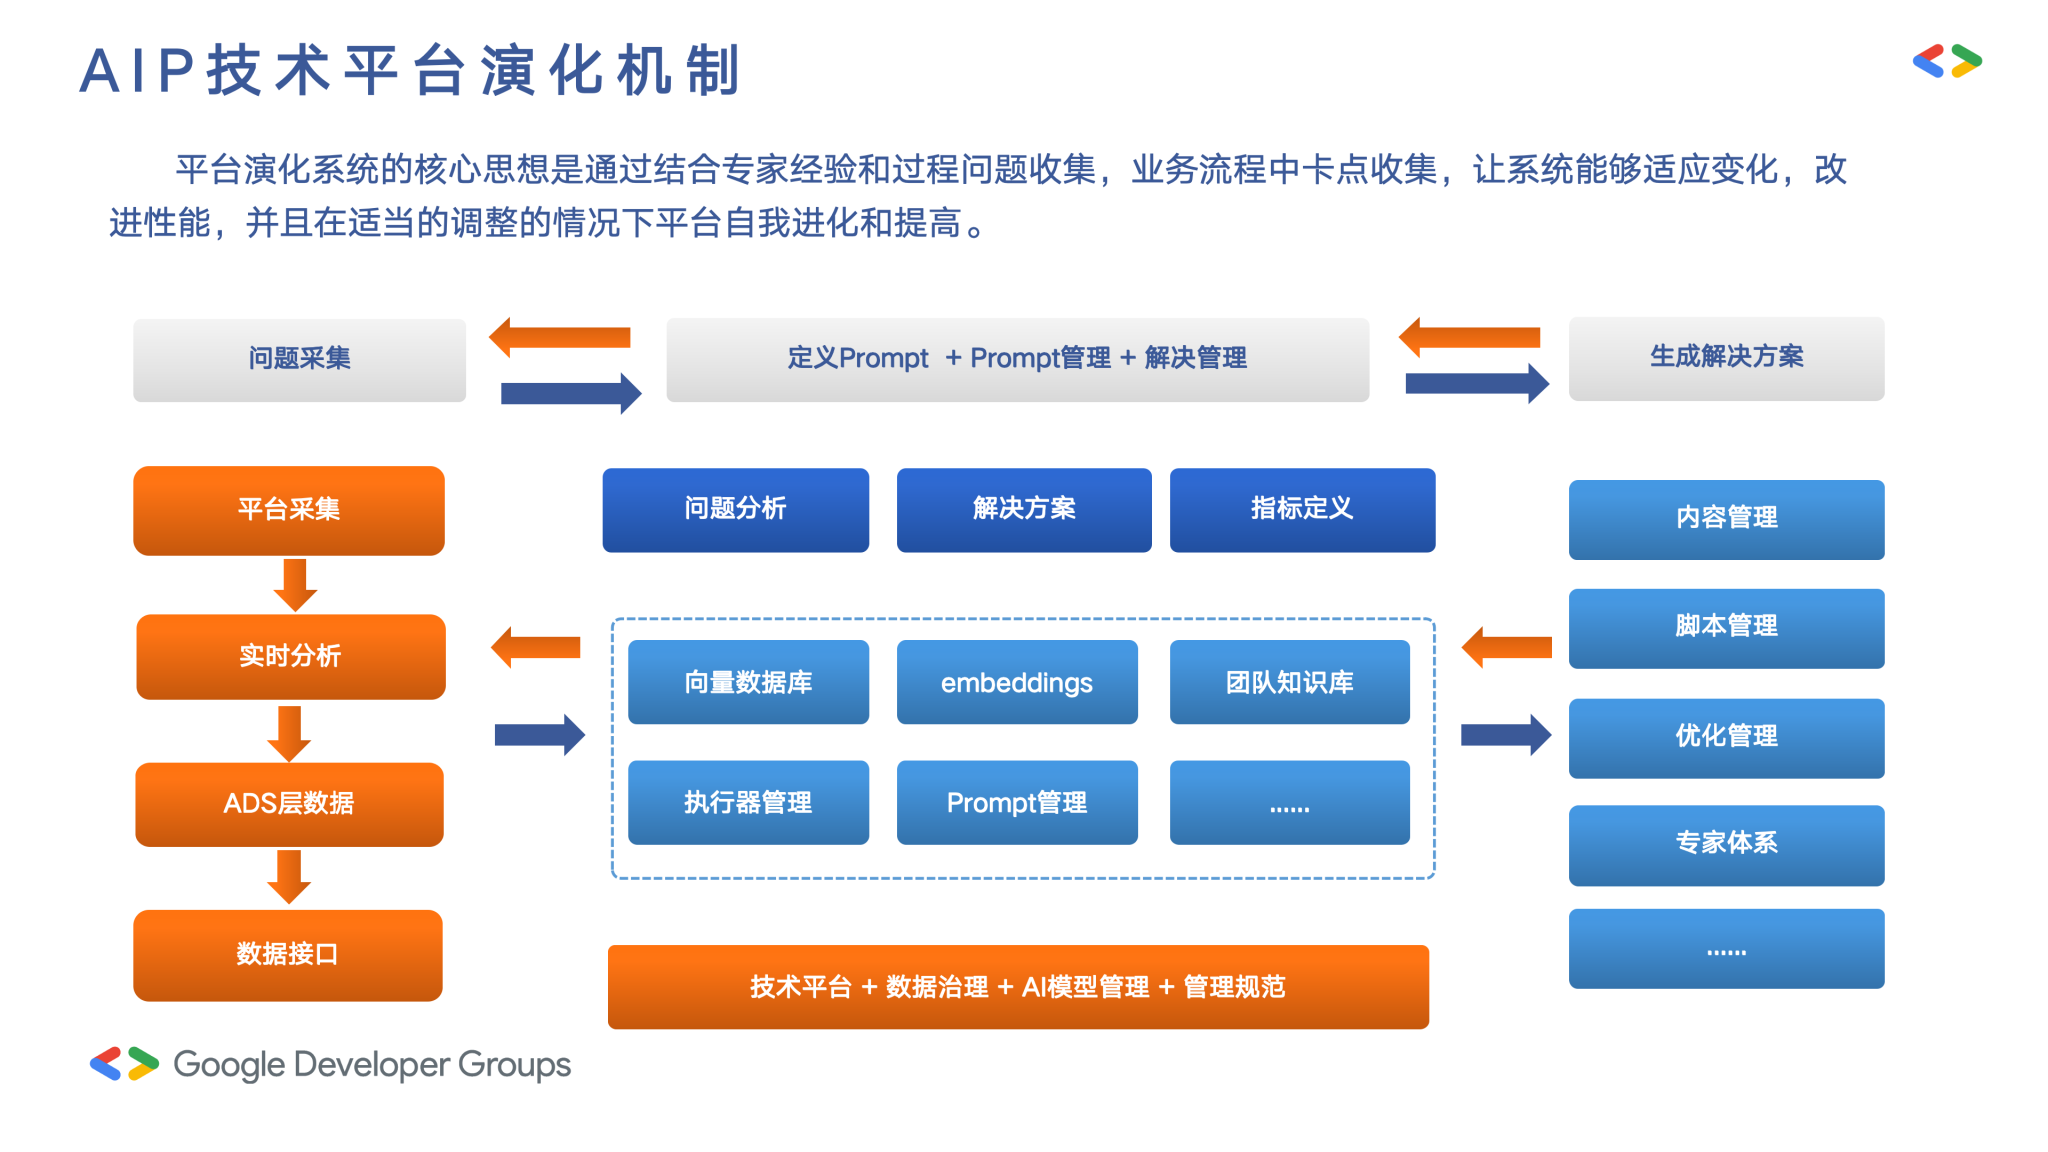 AIP技术平台演化机制
平台演化系统的核心思想是通过结合专家经验和过程问题收集，业务流程中卡点收集，让系统能够适应变化，改
进性能，并且在适当的调整的情况下平台自我进化和提高。
问题采集
定义Prompt + Prompt管理 + 解决管理
生成解决方案
平台采集
实时分析
ADS层数据
数据接口
问题分析
解决方案
指标定义
向量数据库
embeddings
团队知识库
执行器管理
Prompt管理
......
技术平台 + 数据治理 + AI模型管理 + 管理规范
内容管理
脚本管理
优化管理
专家体系
......
Google Developer Groups